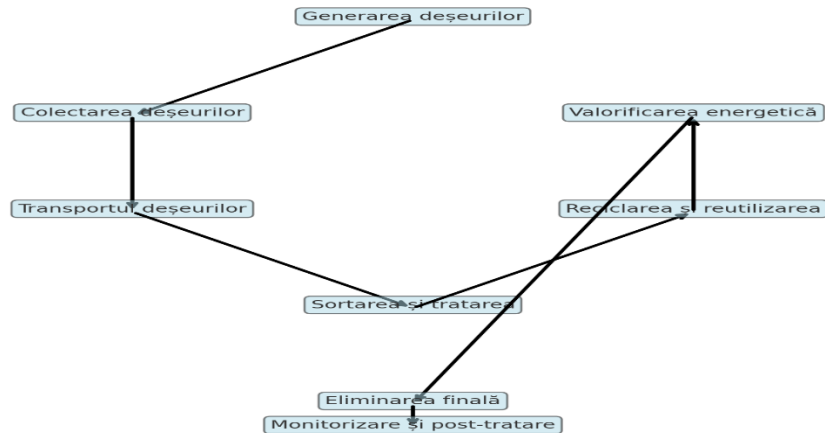 Generarea deșeurilor
Colectarea deșeurilor
Valorificarea energetică
Transportul deșeurilor
Reciclarea și reutilizarea
Sortarea și tratarea
Eliminarea finală
Monitorizare și post-tratare